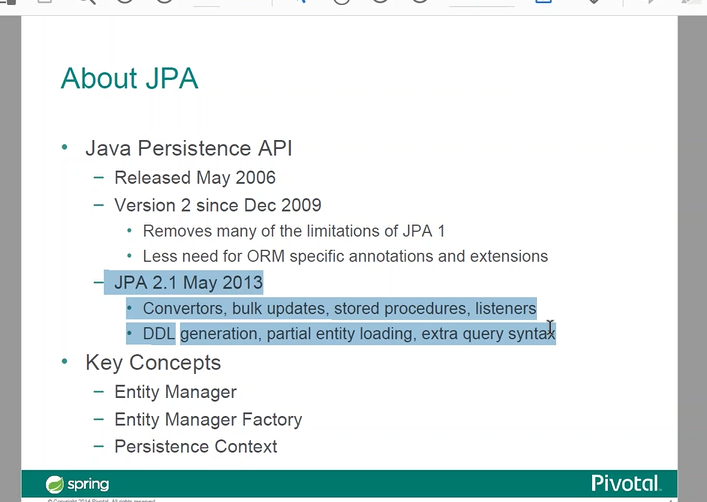 About JPA
• Java Persistence API
– Released May 2006
– Version 2 since Dec 2009
• Removes many of the limitations of JPA 1
• Less need for ORM specific annotations and extensions
– JPA 2.1 May 2013
• Convertors, bulk updates, stored procedures, listeners
• DDL generation, partial entity loading, extra query syntax
• Key Concepts
– Entity Manager
– Entity Manager Factory
– Persistence Context
spring
Pivotal
© Copyright 2014 Pivotal. All rights reserved.